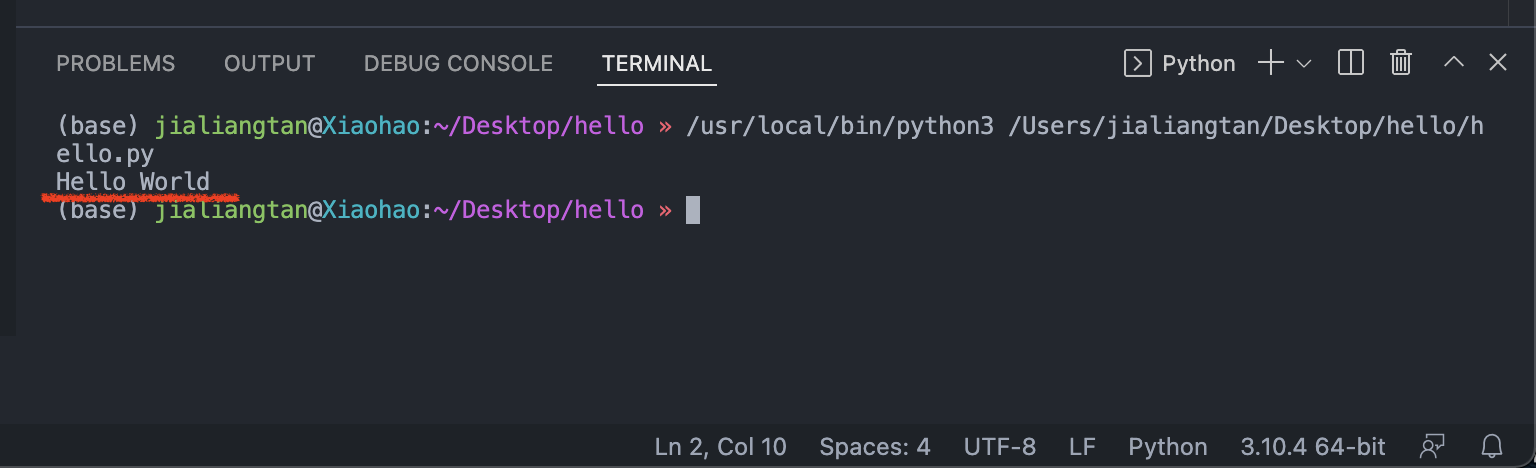 PROBLEMS OUTPUT DEBUG CONSOLE TERMINAL Python
(base) jialiangtan@Xiaohao:~/Desktop/hello » /usr/local/bin/python3 /Users/jialiangtan/Desktop/hello/h
ello.py
Hello World
(base) jialiangtan@Xiaohao:~/Desktop/hello »
Ln 2, Col 10 Spaces: 4 UTF-8 LF Python 3.10.4 64-bit